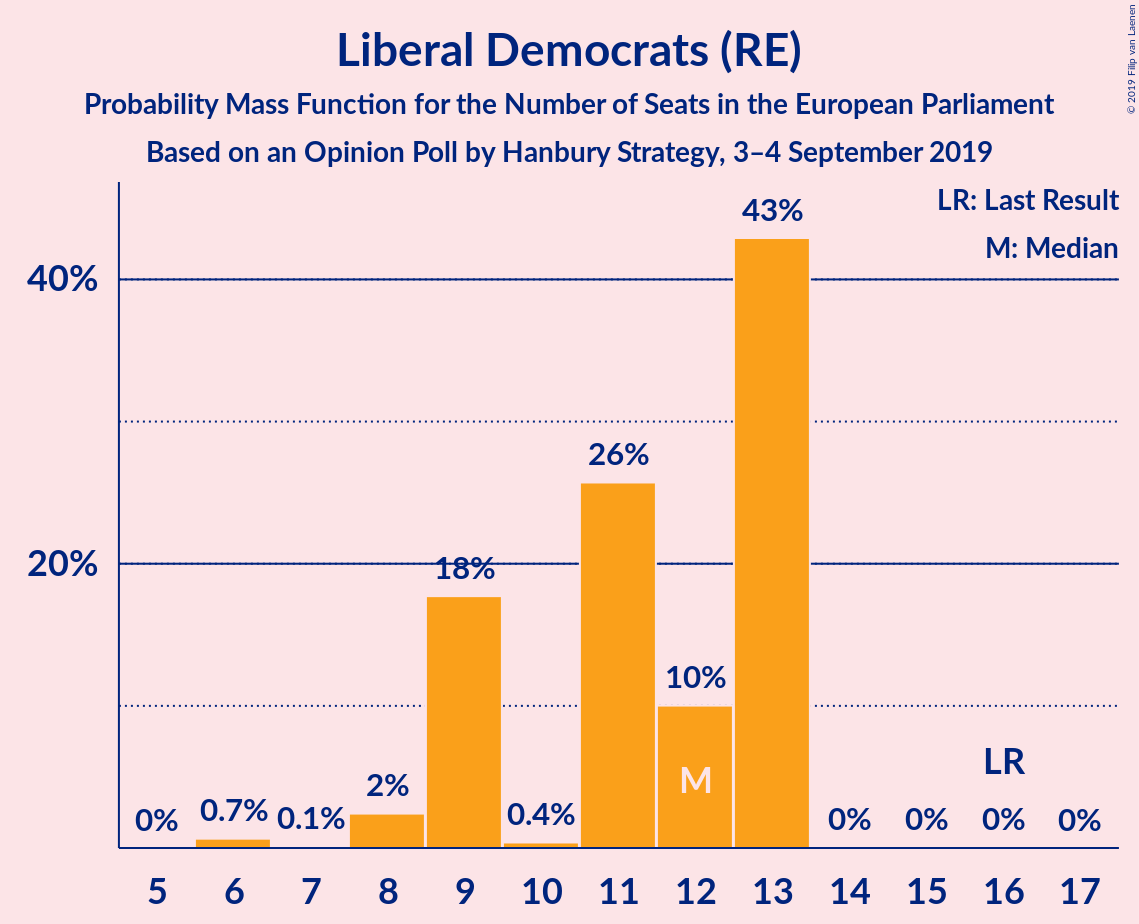 Liberal Democrats (RE)
Probability Mass Function for the Number of Seats in the European Parliament
Based on an Opinion Poll by Hanbury Strategy, 3–4 September 2019
© 2019 Filip van Laenen
LR: Last Result
M: Median
40%
20%
0%
0.7%
0.1%
2%
18%
0.4%
26%
10%
43%
0%
0%
0%
0%
M
LR
5 6 7 8 9 10 11 12 13 14 15 16 17